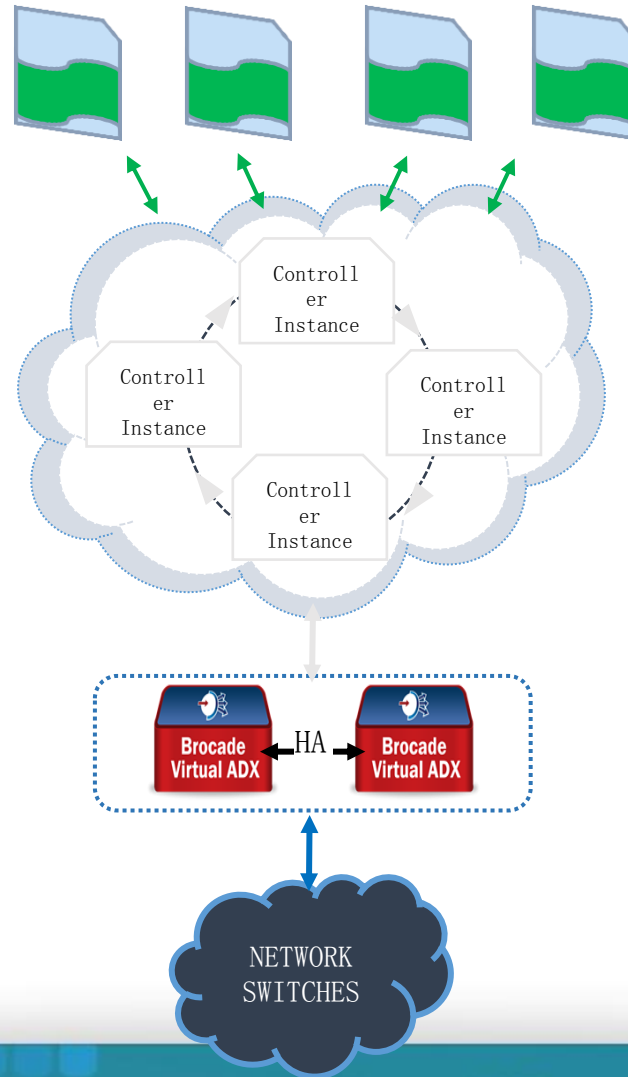 Controll
er
Instance
Controll
er
Instance
Controll
er
Instance
Controll
er
Instance
Brocade
Virtual ADX
HA
Brocade
Virtual ADX
NETWORK
SWITCHES